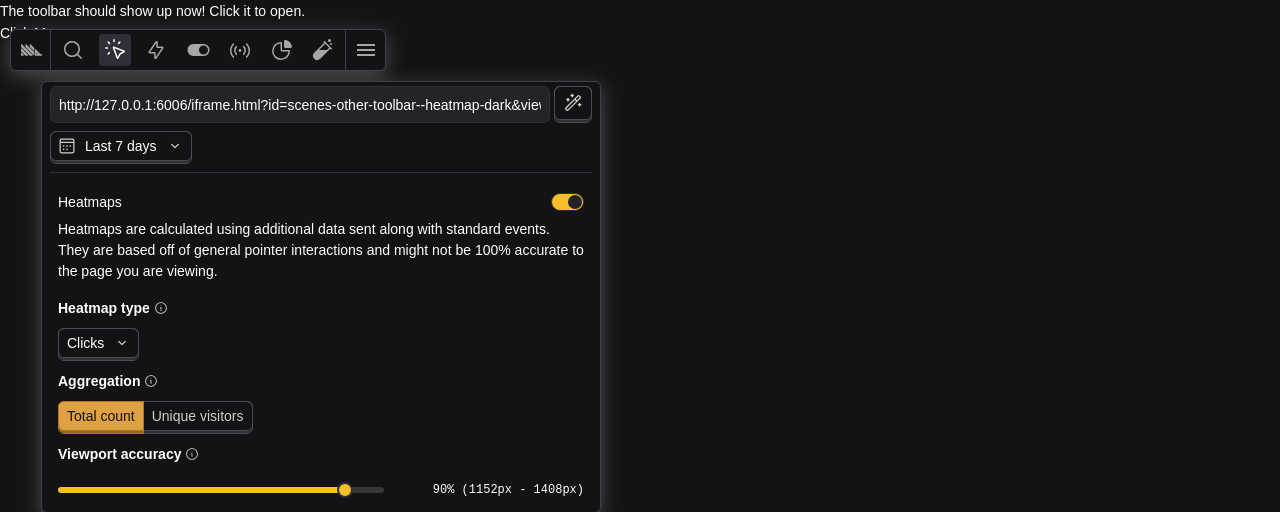 The toolbar should show up now! Click it to open.
http://127.0.0.1:6006/iframe.html?id=scenes-other-toolbar--heatmap-dark&vie
Last 7 days
Heatmaps
Heatmaps are calculated using additional data sent along with standard events.
They are based off of general pointer interactions and might not be 100% accurate to
the page you are viewing.
Heatmap type
Clicks
Aggregation
Total count Unique visitors
Viewport accuracy
90% (1152px - 1408px)